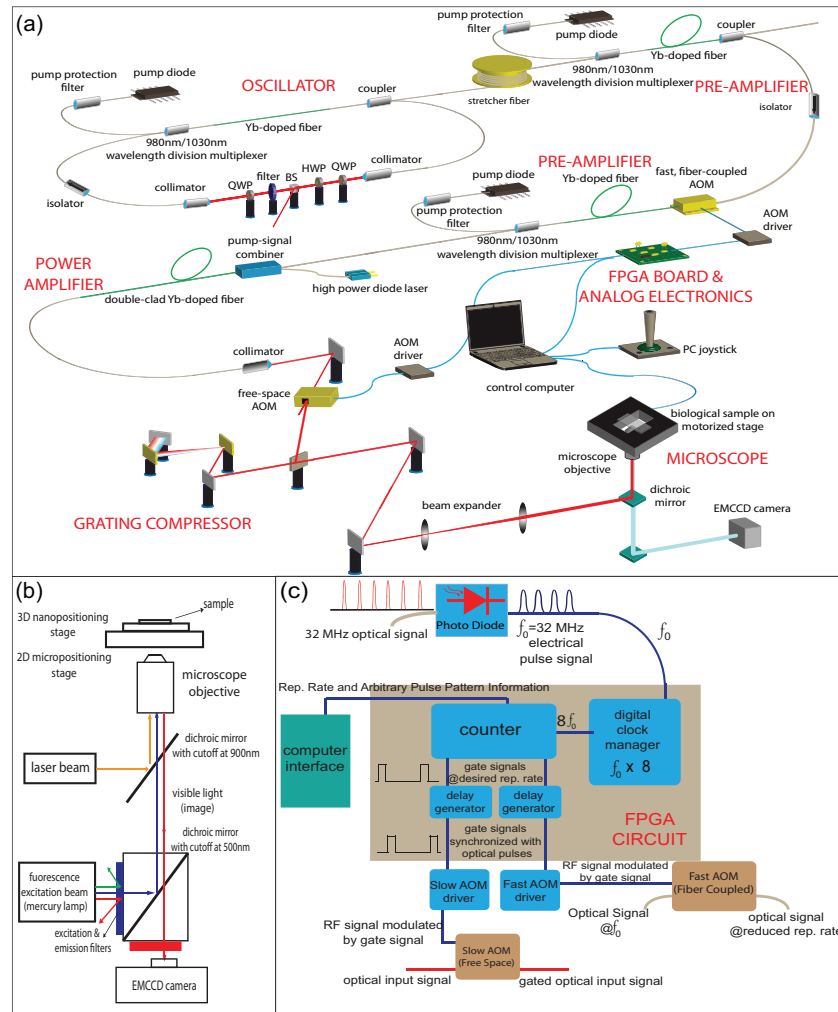 (a)
pump protection
filter
pump diode
coupler
Yb-doped fiber
980nm/1030nm
wavelength division multiplexer
stretcher fiber
PRE-AMPLIFIER
isolator
pump protection
filter
pump diode
OSCILLATOR
coupler
Yb-doped fiber
980nm/1030nm
wavelength division multiplexer
isolator
collimator
QWP
filter
BS
HWP
QWP
collimator
PRE-AMPLIFIER
Yb-doped fiber
fast, fiber-coupled
AOM
pump diode
pump protection
filter
980nm/1030nm
wavelength division multiplexer
AOM
driver
pump-signal
combiner
POWER
AMPLIFIER
double-clad Yb-doped fiber
high power diode laser
FPGA BOARD &
ANALOG ELECTRONICS
collimator
AOM
driver
control computer
PC joystick
free-space
AOM
biological sample on
motorized stage
microscope
objective
MICROSCOPE
dichroic
mirror
EMCCD camera
beam expander
GRATING COMPRESSOR
(b)
sample
3D nanopositioning
stage
2D micropositioning
stage
microscope
objective
dichroic mirror
with cutoff at 900nm
laser beam
visible light
(image)
dichroic mirror
with cutoff at 500nm
fuorescence
excitation beam
(mercury lamp)
excitation &
emission filters
EMCCD camera
(c)
32 MHz optical signal
Photo Diode
f₀=32 MHz
electrical
pulse signal
f₀
Rep. Rate and Arbitrary Pulse Pattern Information
computer
interface
counter
8f₀
digital
clock
manager
f₀ x 8
gate signals
@desired rep. rate
delay
generator
delay
generator
gate signals
synchronized with
optical pulses
FPGA
CIRCUIT
Slow AOM
driver
Fast AOM
driver
RF signal modulated
by gate signal
Fast AOM
(Fiber Coupled)
Optical Signal
@f₀
optical signal
@reduced rep. rate
RF signal modulated
by gate signal
Slow AOM
(Free Space)
optical input signal
gated optical input signal